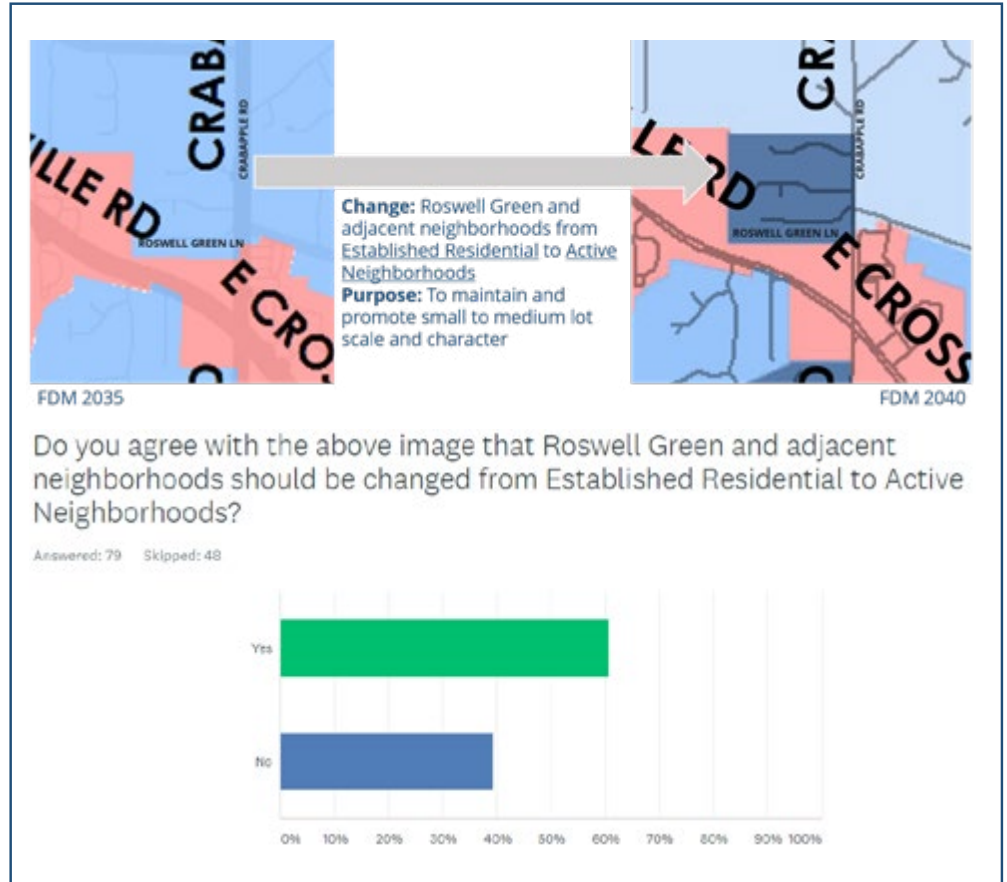 CRAB
CRABAPPLE RD
ILLE RD
ROSWELL GREEN LN
E CRO
FDM 2035
Change: Roswell Green and
adjacent neighborhoods from
Established Residential to Active
Neighborhoods
Purpose: To maintain and
promote small to medium lot
scale and character
CR
CRABAPPLE RD
LE RD
ROSWELL GREEN LN
E CROSS
FDM 2040
Do you agree with the above image that Roswell Green and adjacent
neighborhoods should be changed from Established Residential to Active
Neighborhoods?
Answered: 79 Skipped: 48
Yes
No
0% 10% 20% 30% 40% 50% 60% 70% 80% 90% 100%